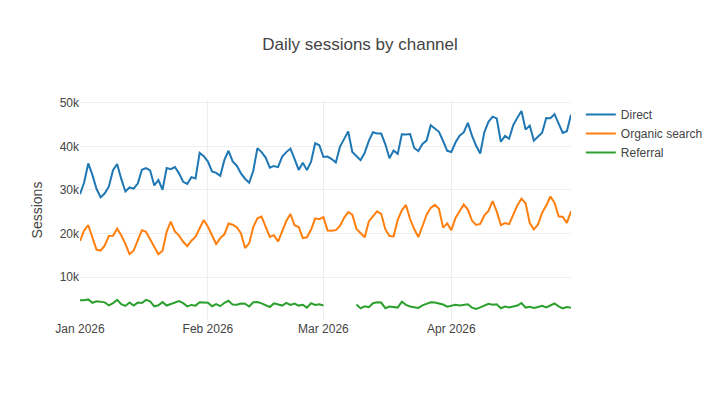 Daily sessions by channel
50k
40k
30k
20k
10k
Sessions
Jan 2026
Feb 2026
Mar 2026
Apr 2026
Direct
Organic search
Referral